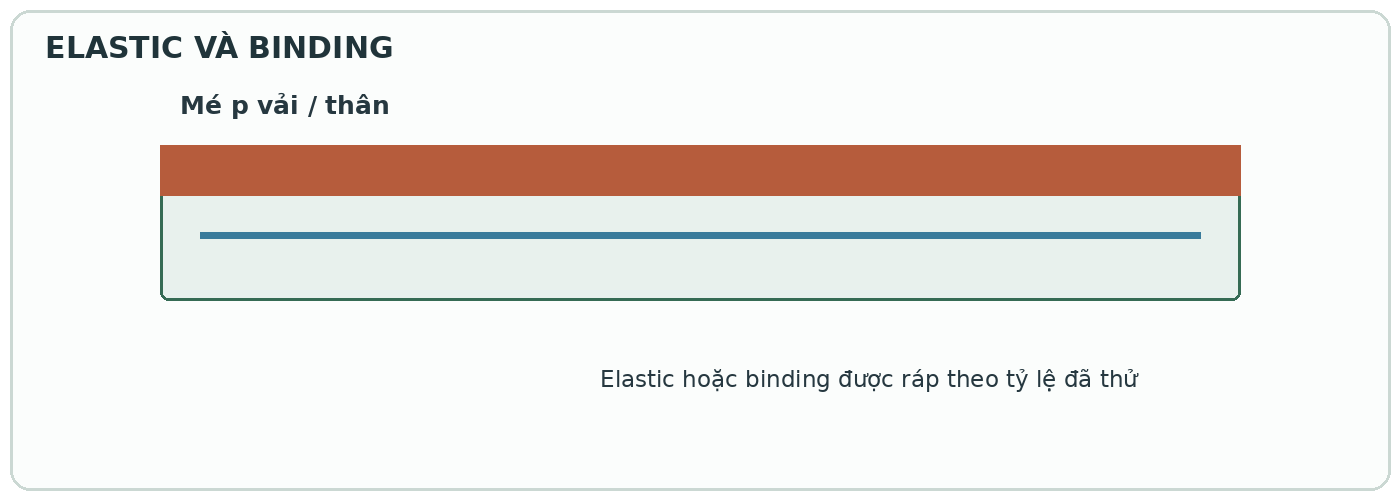 ELASTIC VÀ BINDING
Mé p vải / thân
Elastic hoặc binding được ráp theo tỷ lệ đã thử